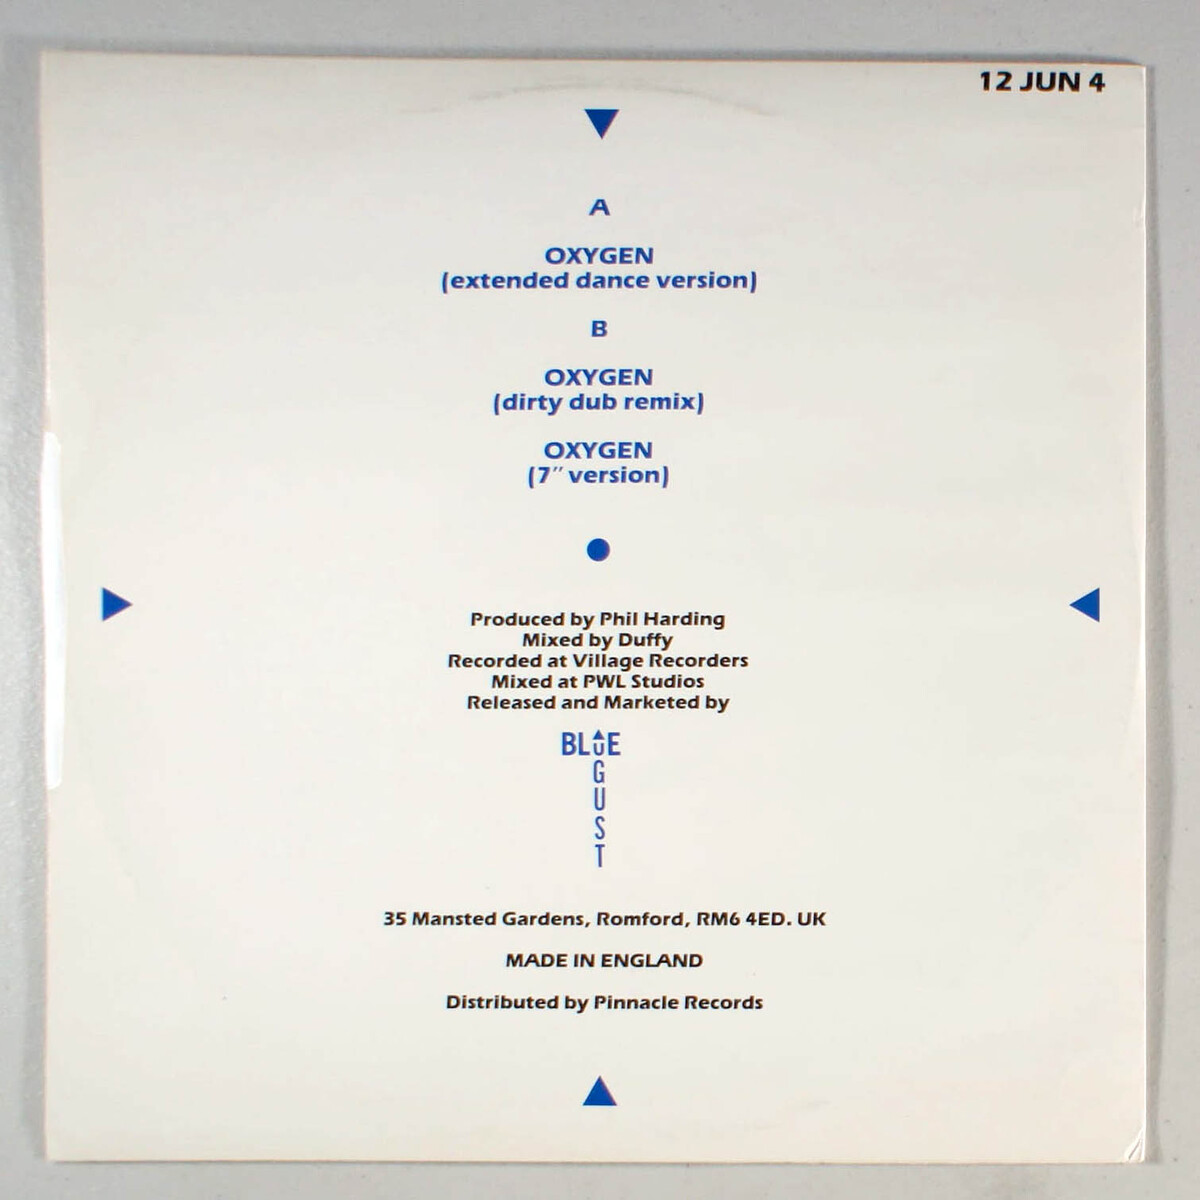 12 JUN 4
A
OXYGEN
(extended dance version)
B
OXYGEN
(dirty dub remix)
OXYGEN
(7″ version)
Produced by Phil Harding
Mixed by Duffy
Recorded at Village Recorders
Mixed at PWL Studios
Released and Marketed by
BLUE
AUGUST
35 Mansted Gardens, Romford, RM6 4ED. UK
MADE IN ENGLAND
Distributed by Pinnacle Records